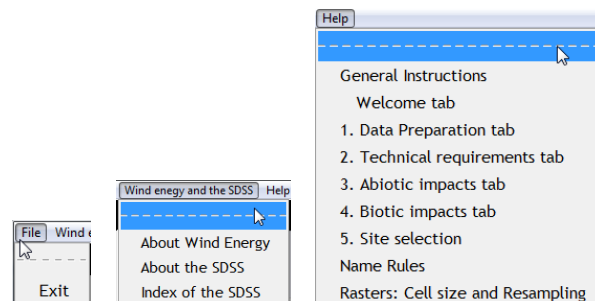 File Wind e
Exit
Wind enegy and the SDSS Help
About Wind Energy
About the SDSS
Index of the SDSS
Help
General Instructions
Welcome tab
1. Data Preparation tab
2. Technical requirements tab
3. Abiotic impacts tab
4. Biotic impacts tab
5. Site selection
Name Rules
Rasters: Cell size and Resampling